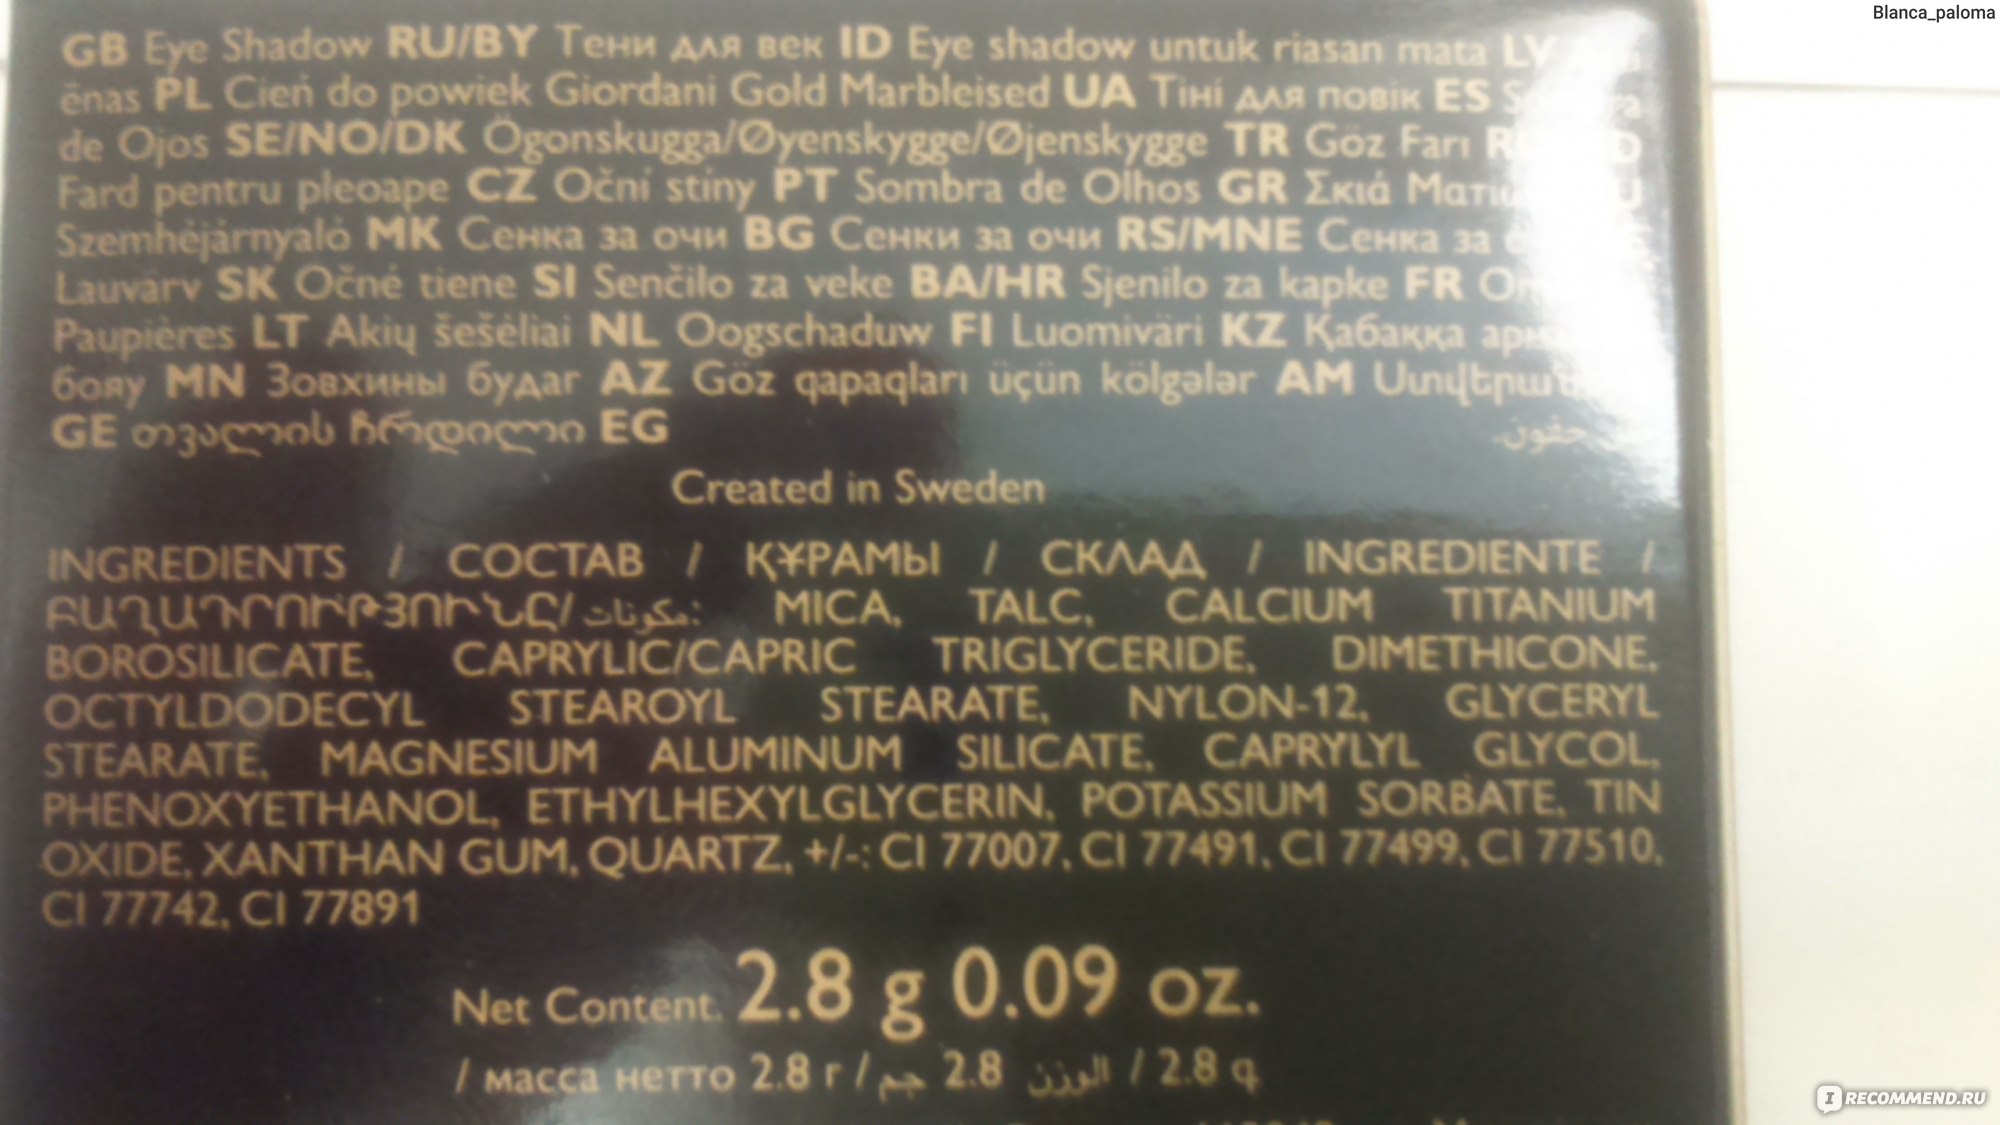 Blanca_paloma
GB Eye Shadow RU/BY Тени для век ID Eye shadow untuk riasan mata LV
ēnas PL Cień do powiek Giordani Gold Marbleised UA Тіні для повік ES
de Ojos SE/NO/DK Ögonskugga/Øyenskygge/Øjenskygge TR Göz Farı
Fard pentru pleoape CZ Oční stíny PT Sombra de Olhos GR Σκιά
Szemhéjárnyaló MK Сенка за очи BG Сенки за очи RS/MNE Сенка за
Lauvärv SK Očné tiene SI Senčilo za veke BA/HR Sjenilo za kapke FR
Paupières LT Akių šešėliai NL Oogschaduw FI Luomiväri KZ Қабаққа
бояу MN Зовхины будаг AZ Göz qapaqları üçün kölgələr AM
GE თვალის ჩრდილი EG
Created in Sweden
INGREDIENTS / СОСТАВ / ҚҰРАМЫ / СКЛАД / INGREDIENTE /
ԲԱՂԱԴՐՈՒԹՅՈՒՆԸ/ مكونات: MICA, TALC, CALCIUM TITANIUM
BOROSILICATE, CAPRYLIC/CAPRIC TRIGLYCERIDE, DIMETHICONE,
OCTYLDODECYL STEAROYL STEARATE, NYLON-12, GLYCERYL
STEARATE, MAGNESIUM ALUMINUM SILICATE, CAPRYLYL GLYCOL,
PHENOXYETHANOL, ETHYLHEXYLGLYCERIN, POTASSIUM SORBATE, TIN
OXIDE, XANTHAN GUM, QUARTZ, +/-: CI 77007, CI 77491, CI 77499, CI 77510,
CI 77742, CI 77891
Net Content. 2.8 g 0.09 oz.
/ масса нетто 2.8 г / الوزن 2.8 جم / 2.8 q
IRECOMMEND.RU